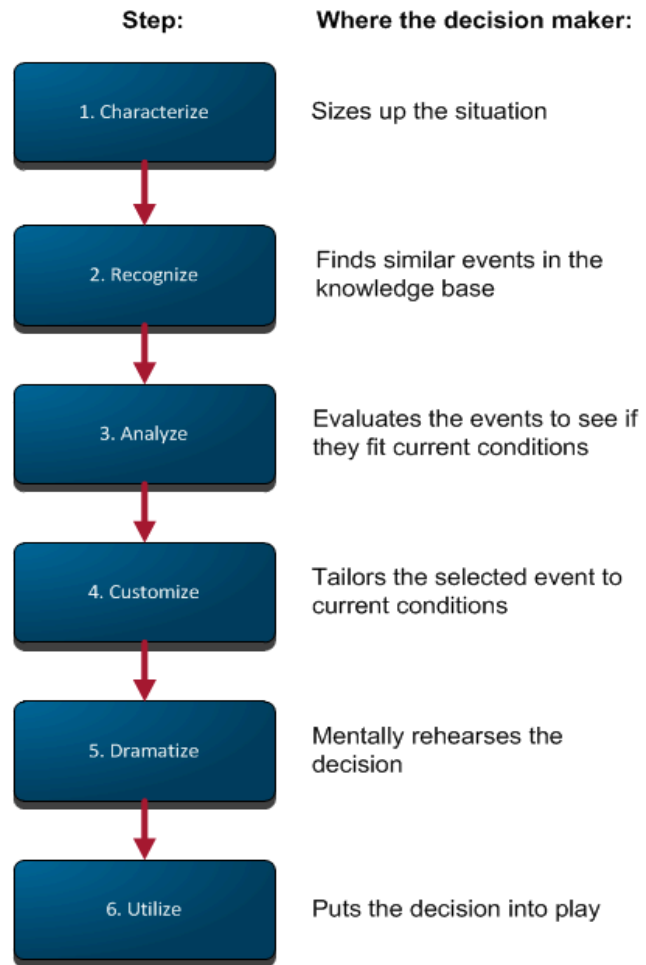 Step: Where the decision maker:
1. Characterize
Sizes up the situation
2. Recognize
Finds similar events in the
knowledge base
3. Analyze
Evaluates the events to see if
they fit current conditions
4. Customize
Tailors the selected event to
current conditions
5. Dramatize
Mentally rehearses the
decision
6. Utilize
Puts the decision into play